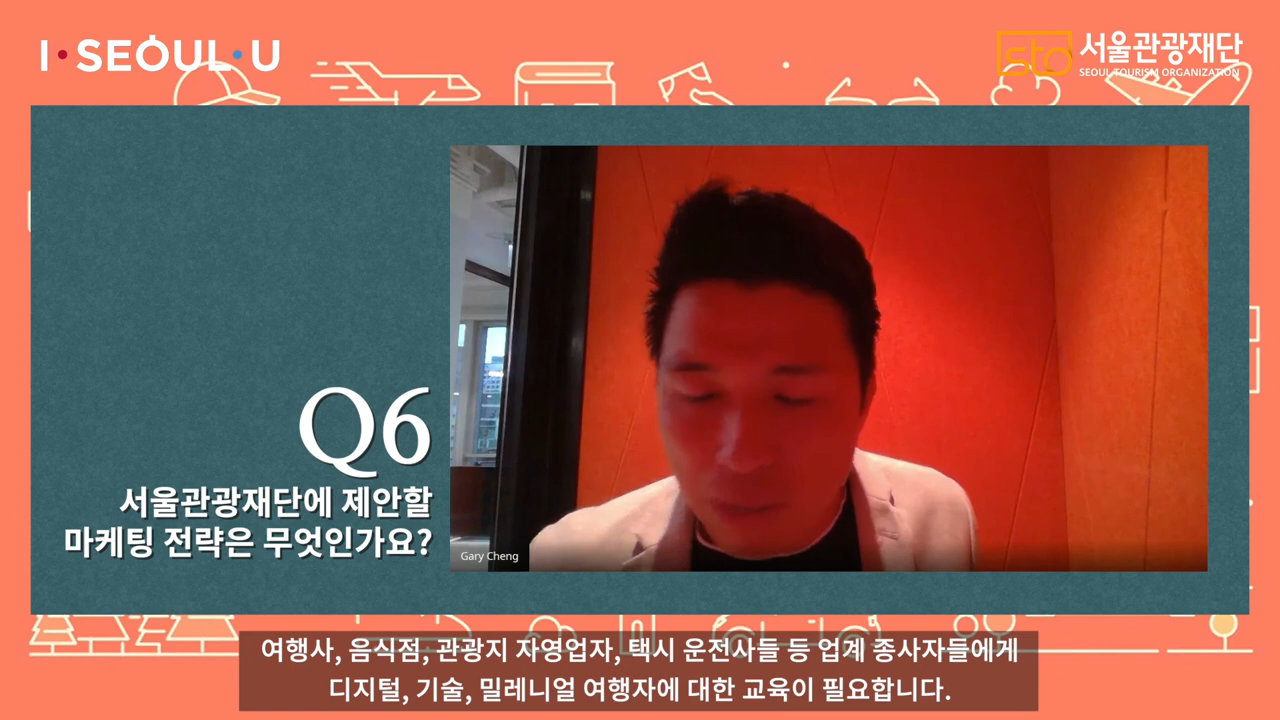 I·SEOUL·U
sto 서울관광재단
SEOUL TOURISM ORGANIZATION
Q6
서울관광재단에 제안할
마케팅 전략은 무엇인가요?
Gary Cheng
여행사, 음식점, 관광지 자영업자, 택시 운전사들 등 업계 종사자들에게
디지털, 기술, 밀레니얼 여행자에 대한 교육이 필요합니다.